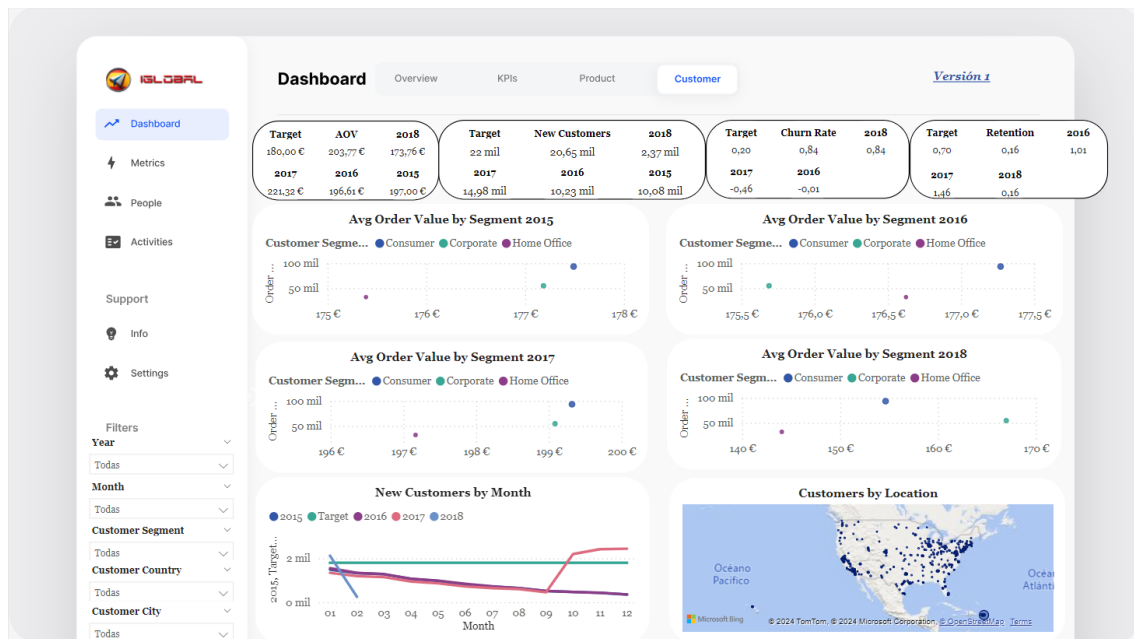 IGLOBAL
Dashboard
Overview
KPIs
Product
Customer
Versión 1
Dashboard
Metrics
People
Activities
Support
Info
Settings
Filters
Year
Todas
Month
Todas
Customer Segment
Todas
Customer Country
Todas
Customer City
Todas
Target AOV 2018
180,00 € 203,77 € 173,76 €
2017 2016 2015
221,32 € 196,61 € 197,00 €
Target New Customers 2018
22 mil 20,65 mil 2,37 mil
2017 2016 2015
14,98 mil 10,23 mil 10,08 mil
Target Churn Rate 2018
0,20 0,84 0,84
2017 2016
-0,46 -0,01
Target Retention 2016
0,70 0,16 1,01
2017 2018
1,46 0,16
Avg Order Value by Segment 2015
Customer Segme... Consumer Corporate Home Office
Order ...
100 mil
50 mil
175 € 176 € 177 € 178 €
Avg Order Value by Segment 2016
Customer Segme... Consumer Corporate Home Office
Order ...
100 mil
50 mil
175,5 € 176,0 € 176,5 € 177,0 € 177,5 €
Avg Order Value by Segment 2017
Customer Segm... Consumer Corporate Home Office
Order ...
100 mil
50 mil
196 € 197 € 198 € 199 € 200 €
Avg Order Value by Segment 2018
Customer Segm... Consumer Corporate Home Office
Order ...
100 mil
50 mil
140 € 150 € 160 € 170 €
New Customers by Month
2015 Target 2016 2017 2018
2015, Target...
2 mil
0 mil
01 02 03 04 05 06 07 08 09 10 11 12
Month
Customers by Location
Océano
Pacífico
Océan
Atlánti
Microsoft Bing
© 2024 TomTom, © 2024 Microsoft Corporation, © OpenStreetMap Terms